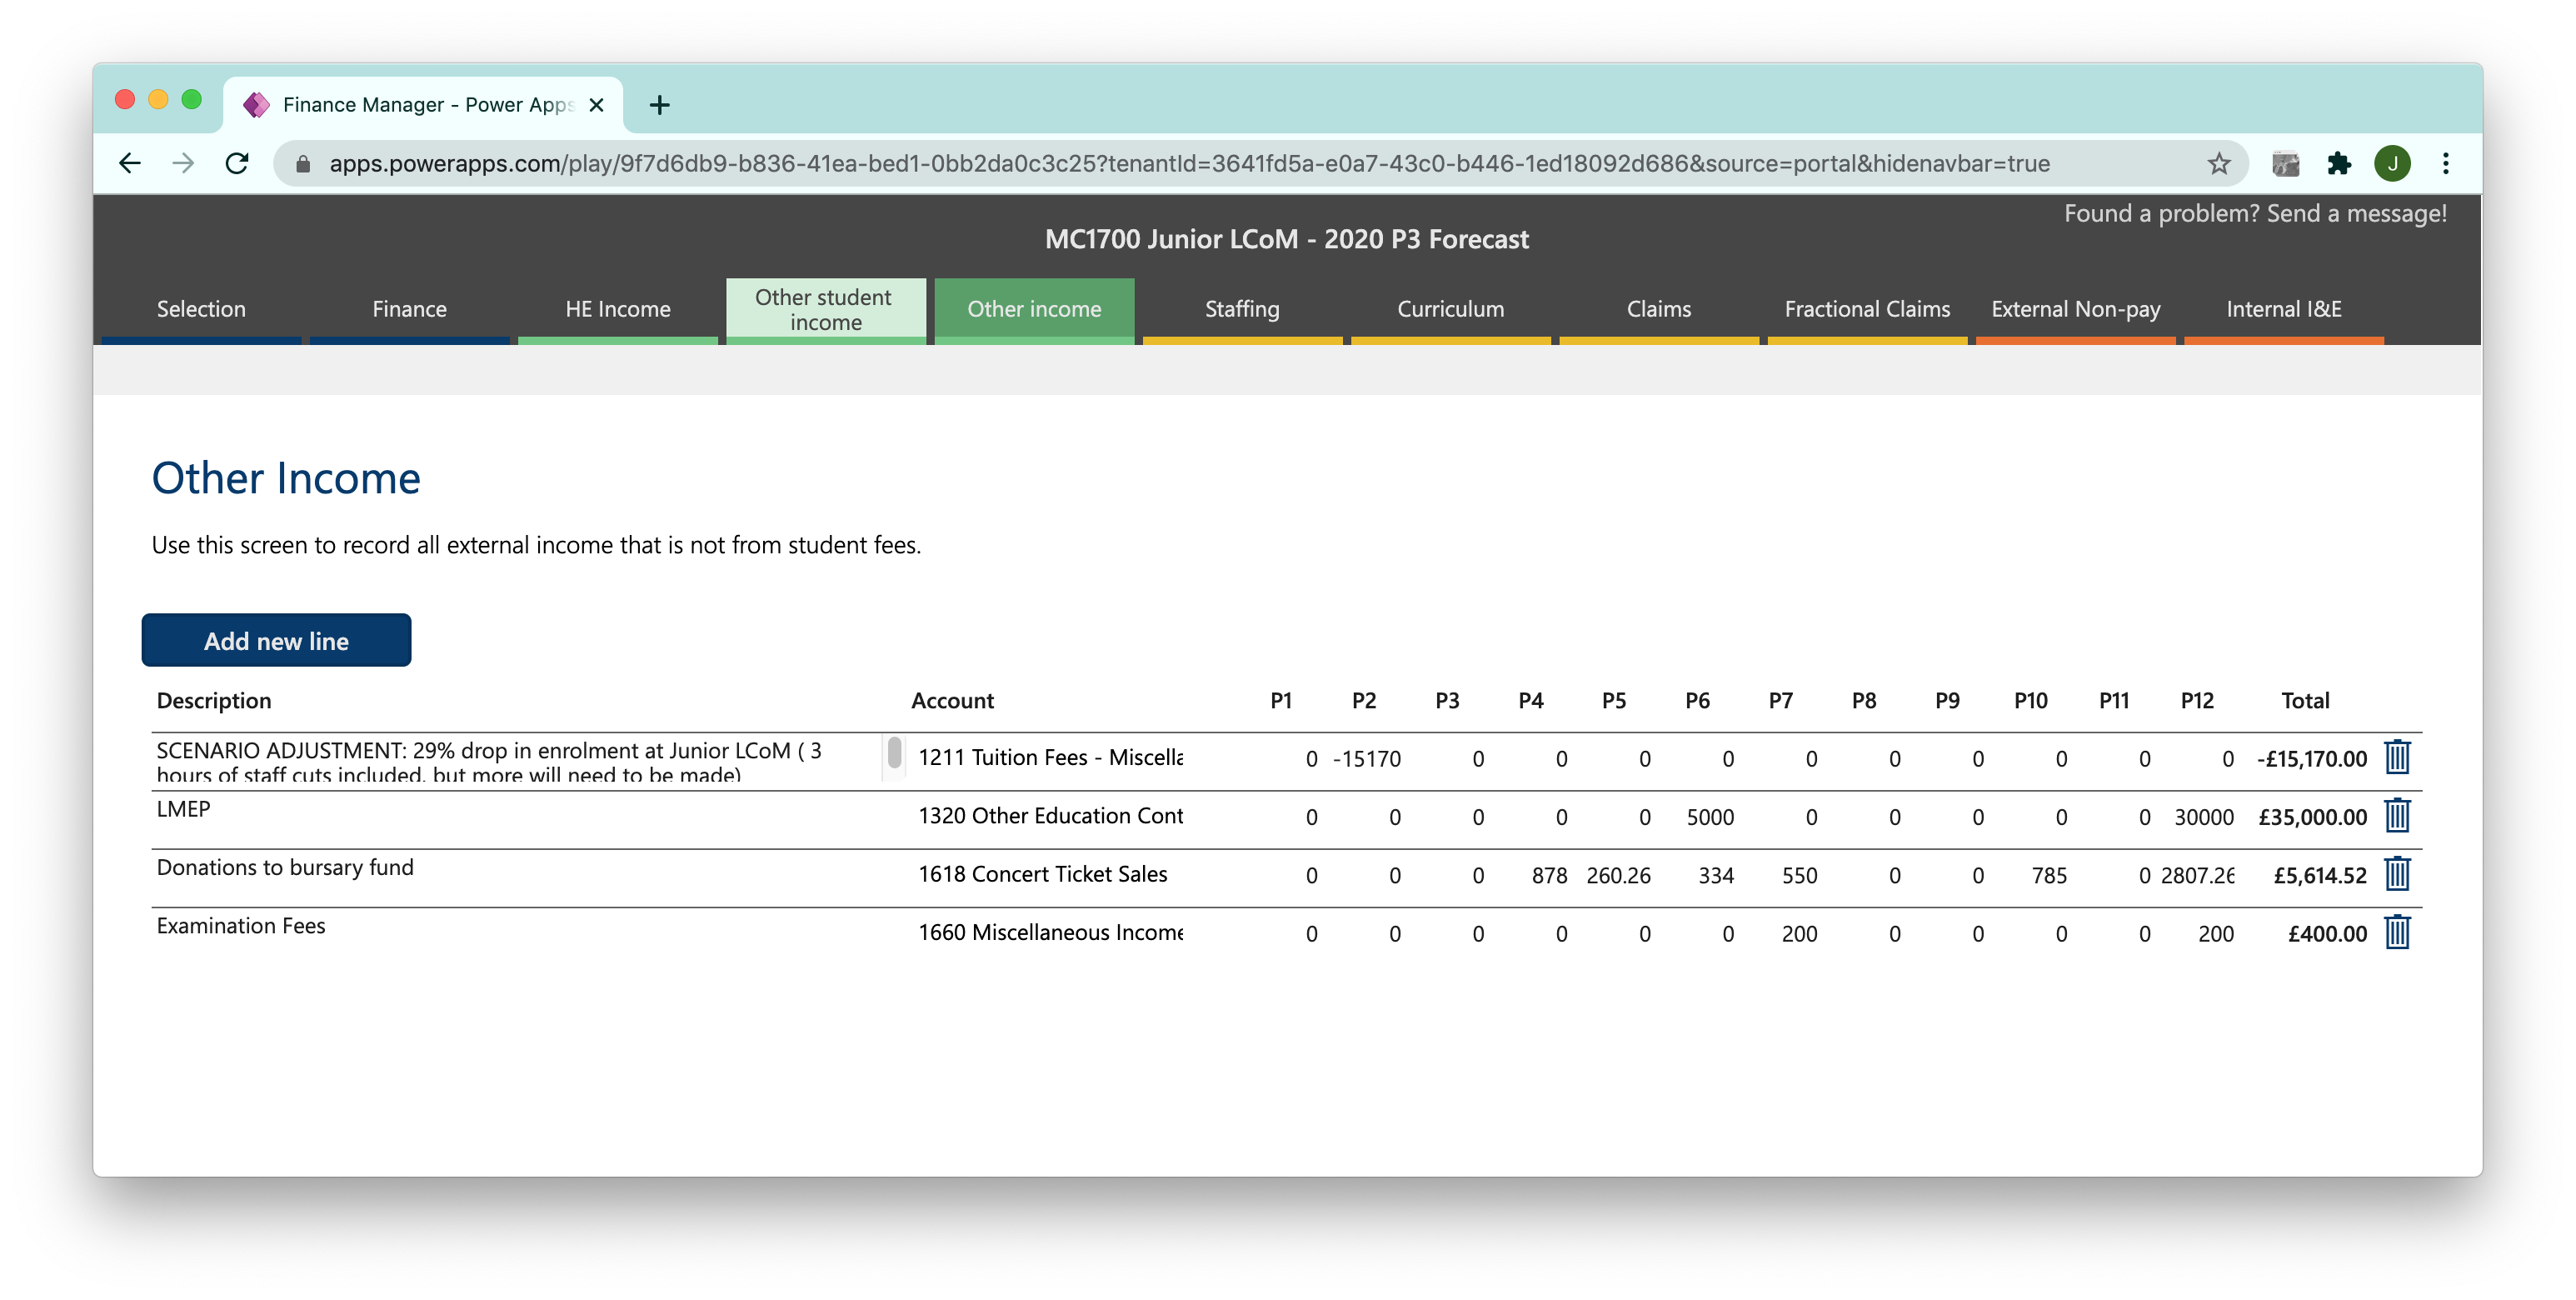 Finance Manager - Power Apps
apps.powerapps.com/play/9f7d6db9-b836-41ea-bed1-0bb2da0c3c25?tenantId=3641fd5a-e0a7-43c0-b446-1ed18092d686&source=portal&hidenavbar=true
J
Found a problem? Send a message!
MC1700 Junior LCoM - 2020 P3 Forecast
Selection Finance HE Income Other student income Other income Staffing Curriculum Claims Fractional Claims External Non-pay Internal I&E
Other Income
Use this screen to record all external income that is not from student fees.
Add new line
Description Account P1 P2 P3 P4 P5 P6 P7 P8 P9 P10 P11 P12 Total
SCENARIO ADJUSTMENT: 29% drop in enrolment at Junior LCoM ( 3
hours of staff cuts included, but more will need to be made)
1211 Tuition Fees - Miscella 0 -15170 0 0 0 0 0 0 0 0 0 0 -£15,170.00
LMEP 1320 Other Education Cont 0 0 0 0 0 5000 0 0 0 0 0 30000 £35,000.00
Donations to bursary fund 1618 Concert Ticket Sales 0 0 0 878 260.26 334 550 0 0 785 0 2807.26 £5,614.52
Examination Fees 1660 Miscellaneous Income 0 0 0 0 0 0 200 0 0 0 0 200 £400.00